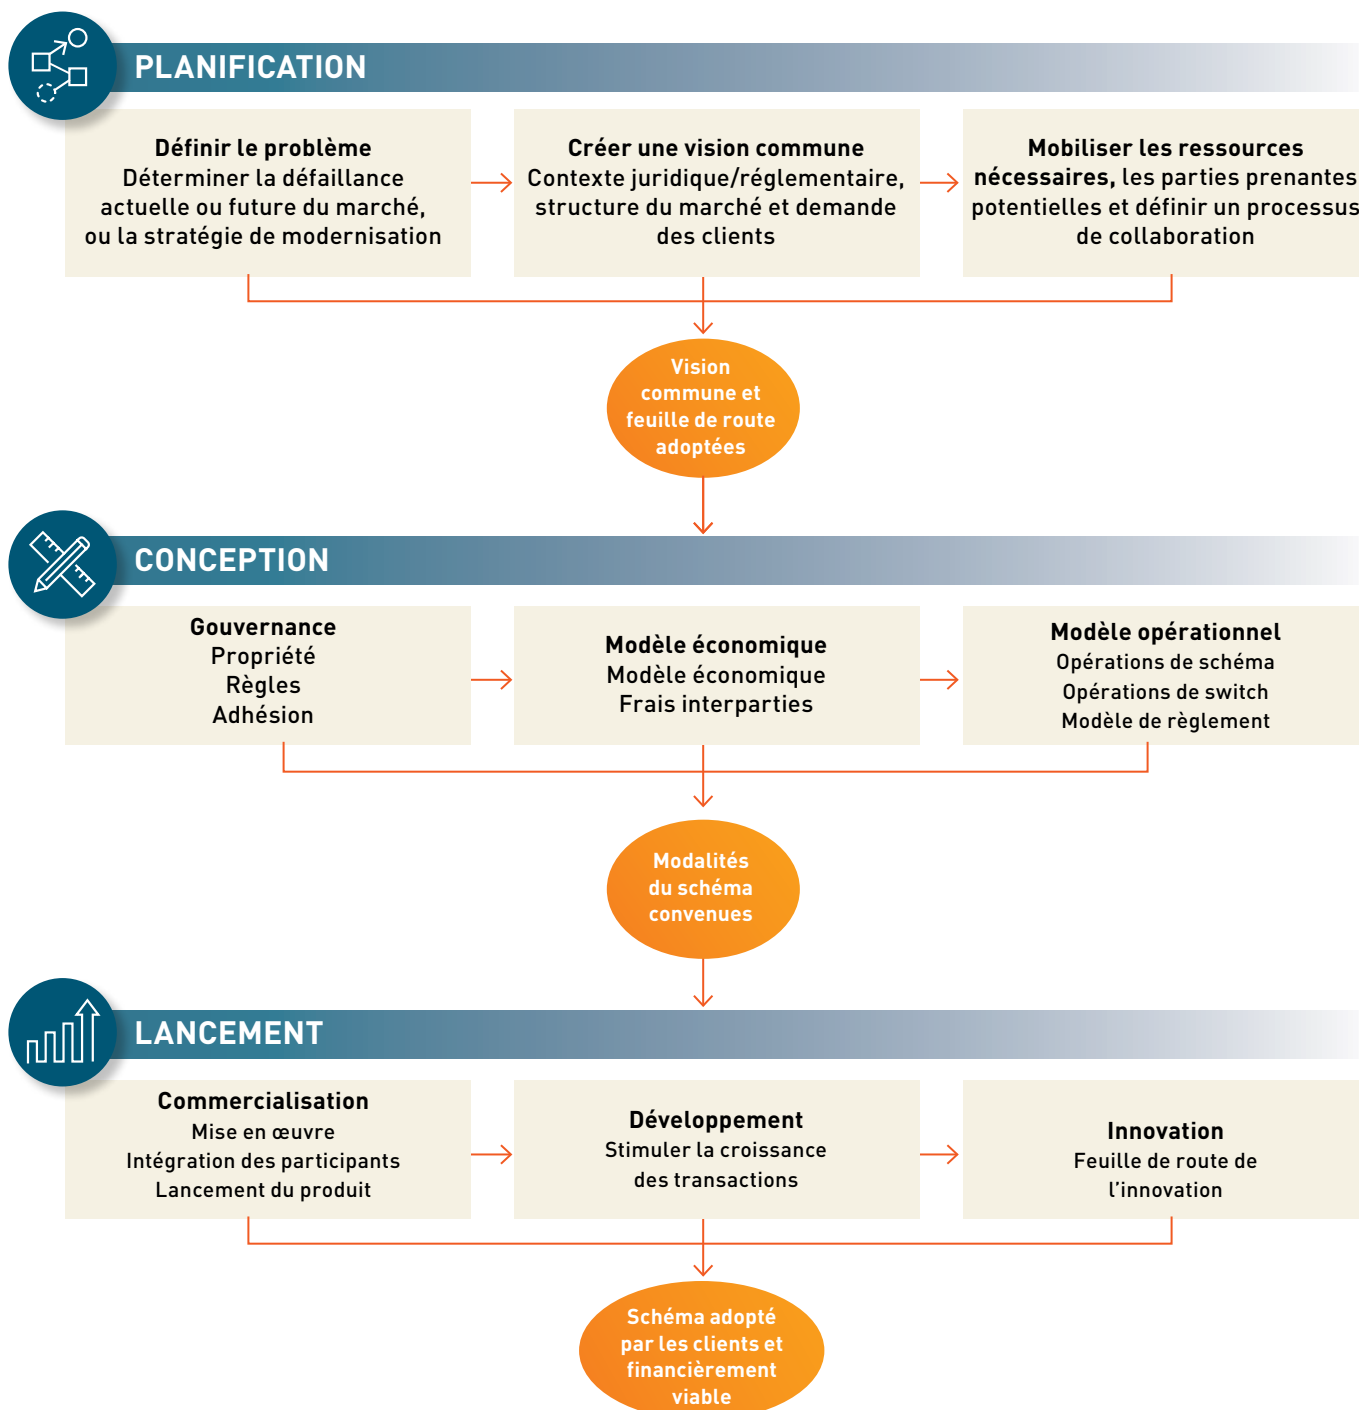 PLANIFICATION
Définir le problème
Déterminer la défaillance
actuelle ou future du marché,
ou la stratégie de modernisation
Créer une vision commune
Contexte juridique/réglementaire,
structure du marché et demande
des clients
Mobiliser les ressources
nécessaires, les parties prenantes
potentielles et définir un processus
de collaboration
Vision
commune et
feuille de route
adoptées
CONCEPTION
Gouvernance
Propriété
Règles
Adhésion
Modèle économique
Modèle économique
Frais interparties
Modèle opérationnel
Opérations de schéma
Opérations de switch
Modèle de règlement
Modalités
du schéma
convenues
LANCEMENT
Commercialisation
Mise en œuvre
Intégration des participants
Lancement du produit
Développement
Stimuler la croissance
des transactions
Innovation
Feuille de route de
l’innovation
Schéma adopté
par les clients et
financièrement
viable